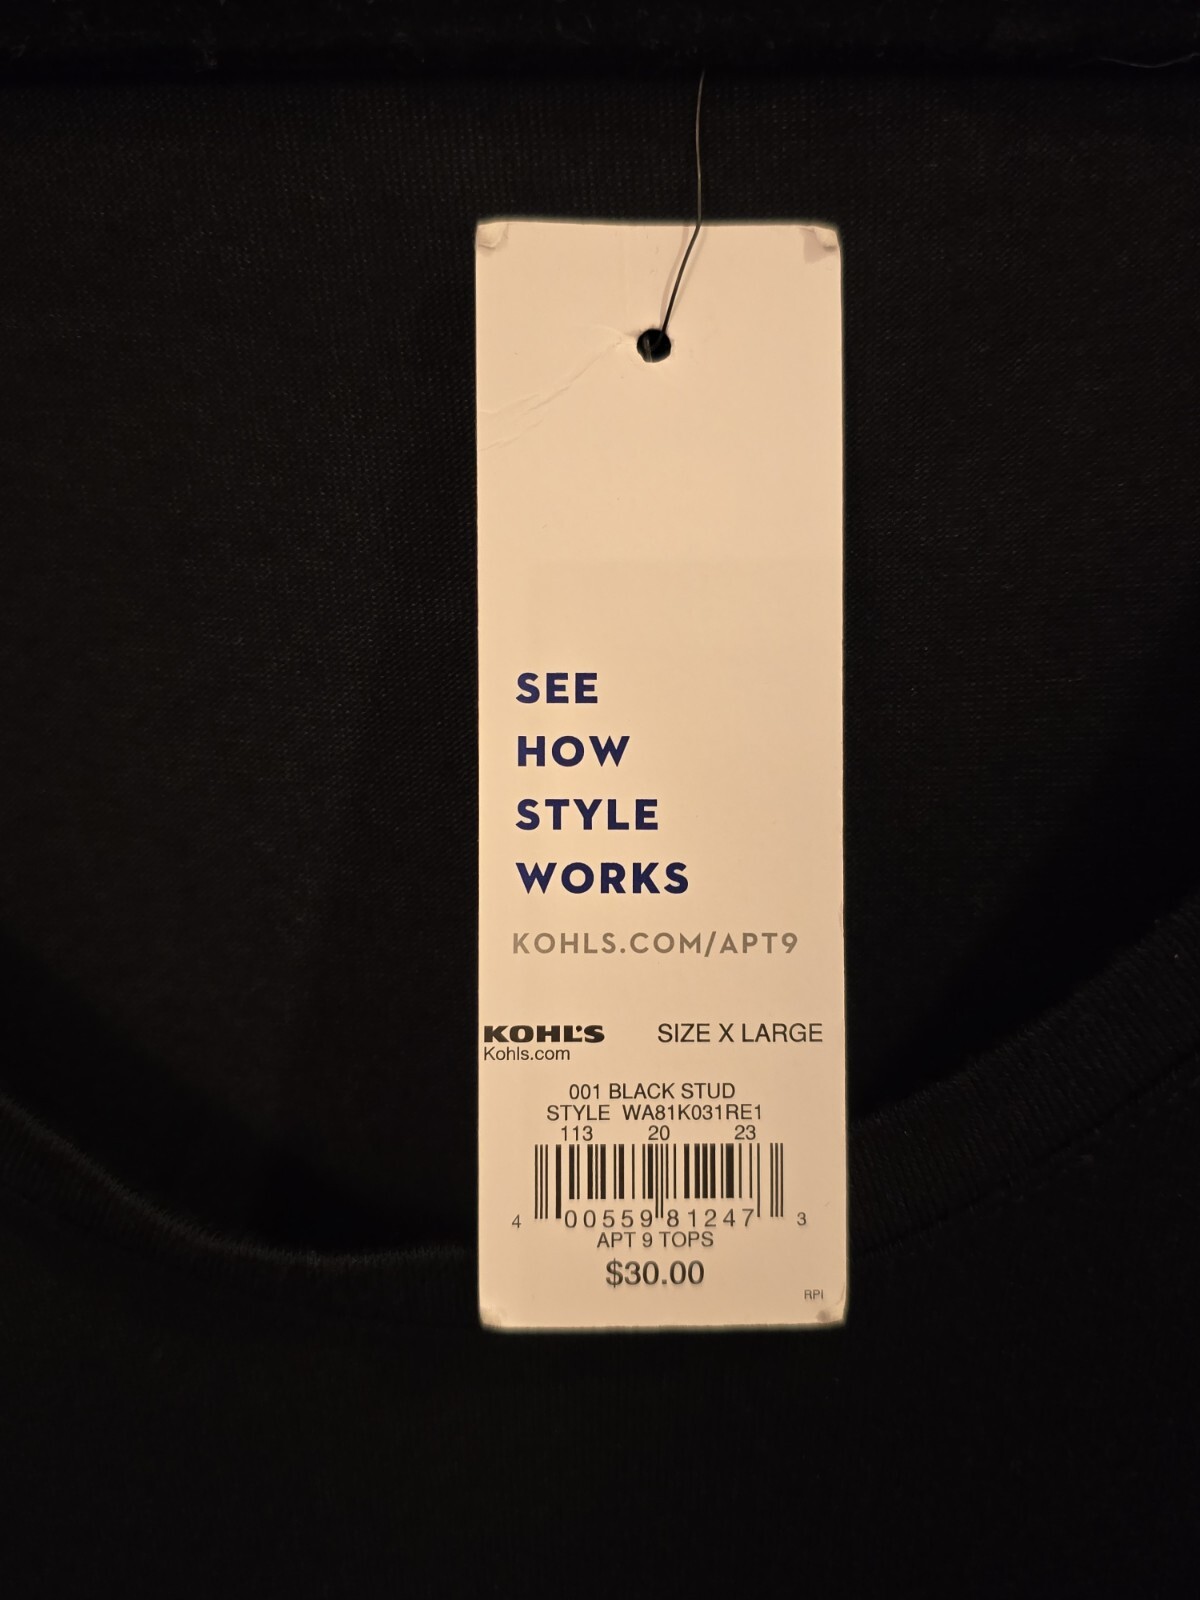 SEE
HOW
STYLE
WORKS
KOHLS.COM/APT9
KOHL'S SIZE X LARGE
Kohls.com
001 BLACK STUD
STYLE WA81K031RE1
113 20 23
4 00559 81247 3
APT 9 TOPS
$30.00
RPI